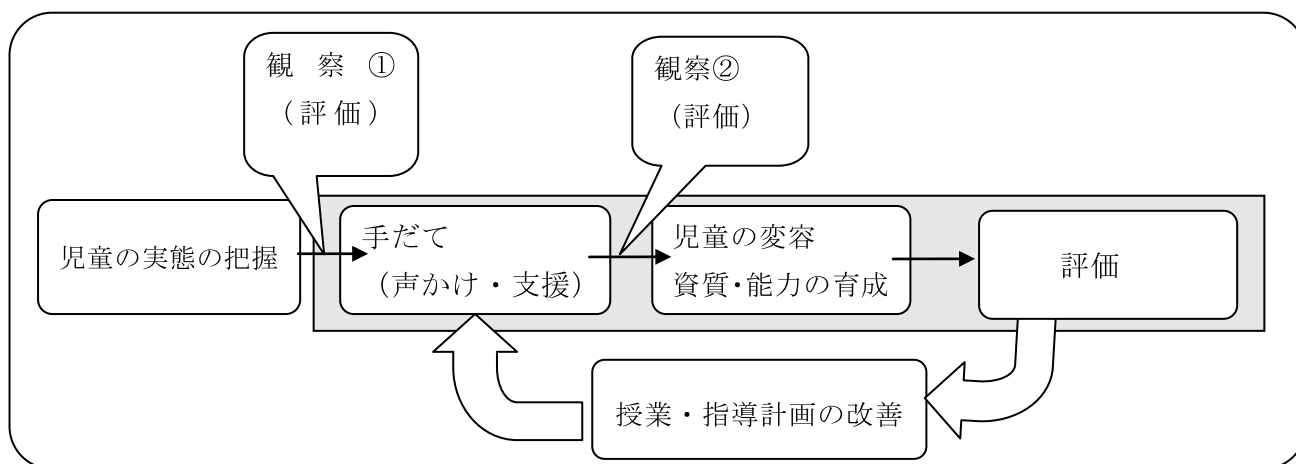 観察①
(評価)
観察②
(評価)
児童の実態の把握
手だて
(声かけ・支援)
児童の変容
資質・能力の育成
評価
授業・指導計画の改善